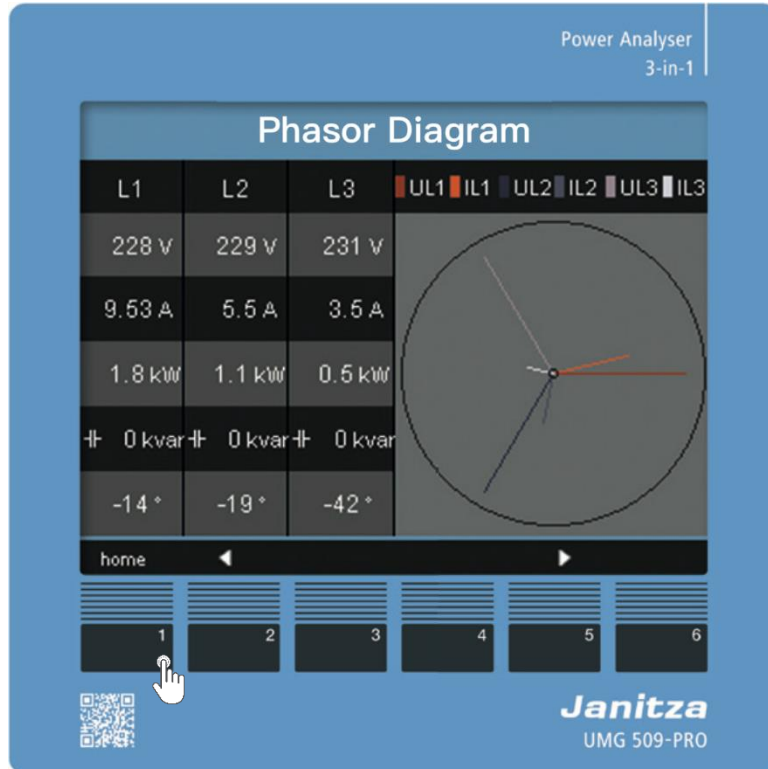 Power Analyser
3-in-1
Phasor Diagram
L1 L2 L3 UL1 IL1 UL2 IL2 UL3 IL3
228 V 229 V 231 V
9.53 A 5.5 A 3.5 A
1.8 kW 1.1 kW 0.5 kW
0 kvar 0 kvar 0 kvar
-14 ° -19 ° -42 °
home
1 2 3 4 5 6
Janitza
UMG 509-PRO